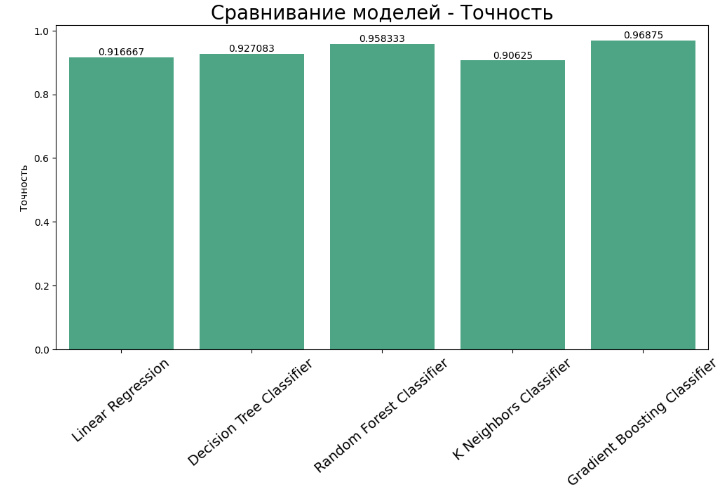 Сравнивание моделей - Точность
Точность
1.0
0.8
0.6
0.4
0.2
0.0
0.916667
0.927083
0.958333
0.90625
0.96875
Linear Regression
Decision Tree Classifier
Random Forest Classifier
K Neighbors Classifier
Gradient Boosting Classifier